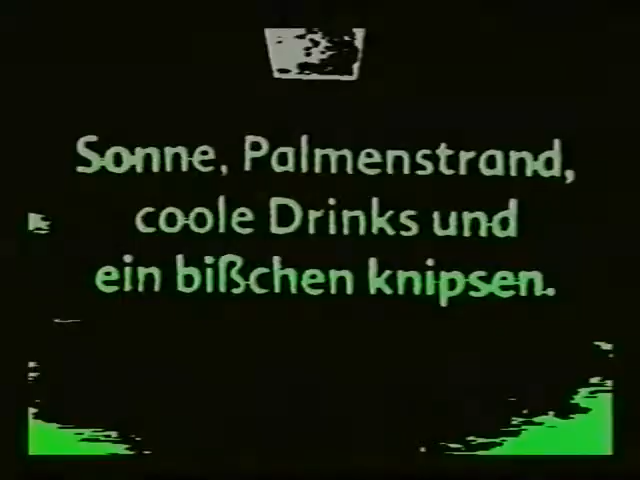 Sonne, Palmenstrand,
coole Drinks und
ein bißchen knipsen.